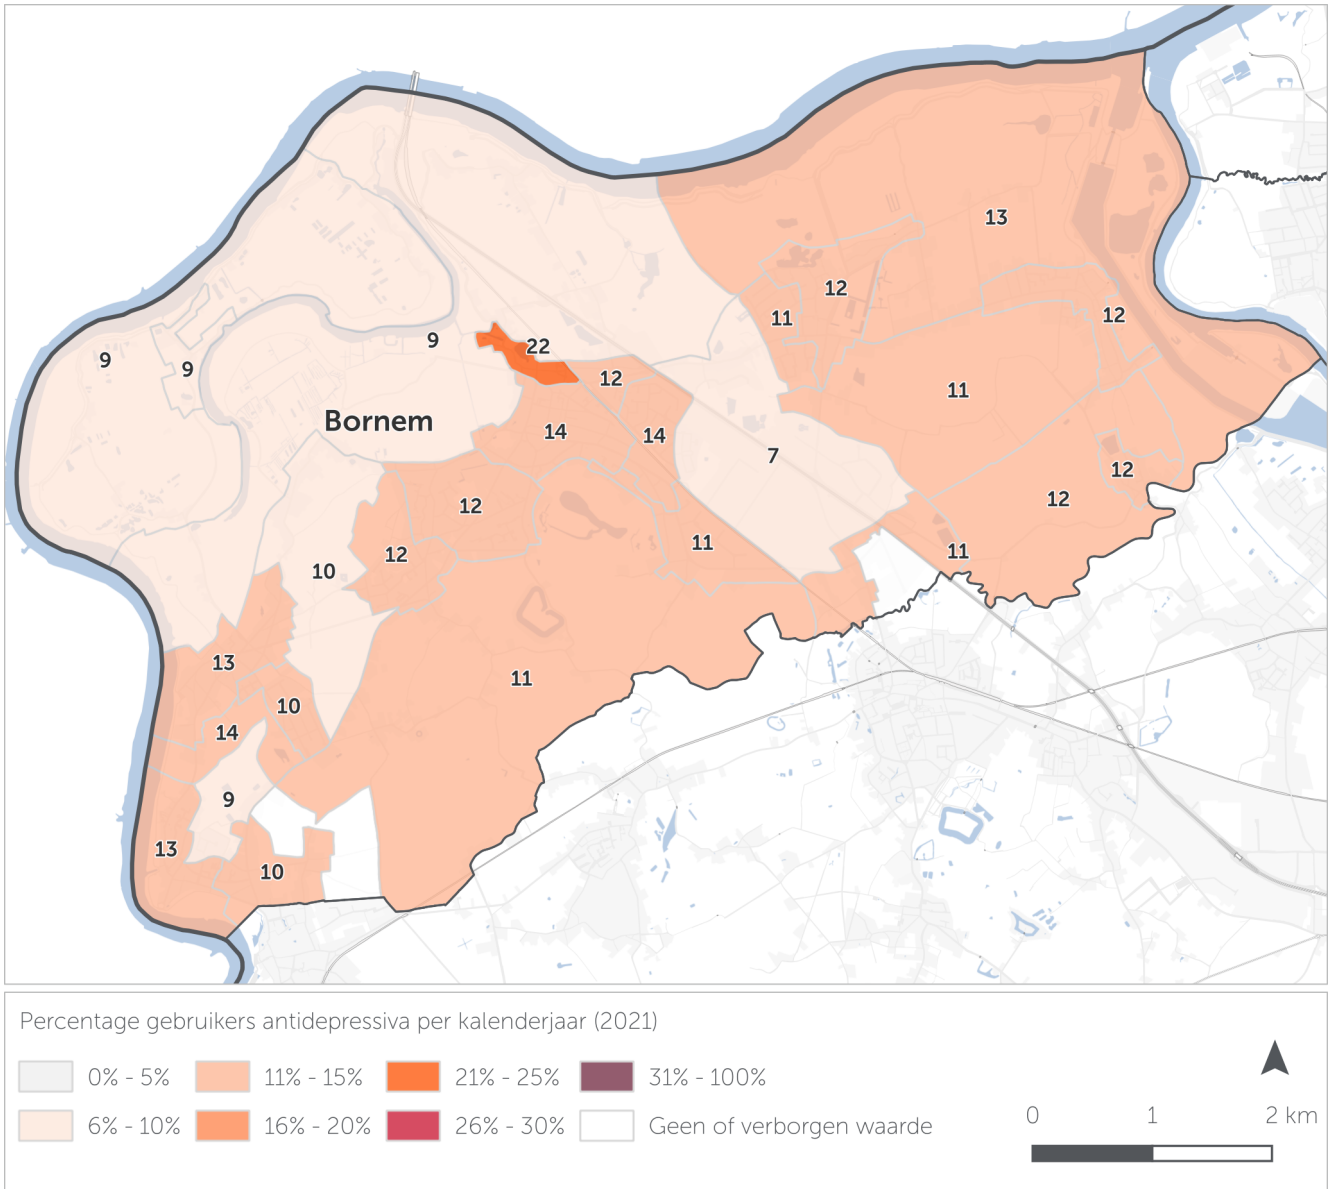 13
12
11
12
9
22
9
9
12
11
Bornem
14
14
7
12
12
12
11
12
11
10
13
11
10
14
9
13
10
Percentage gebruikers antidepressiva per kalenderjaar (2021)
0% - 5%
11% - 15%
21% - 25%
31% - 100%
6% - 10%
16% - 20%
26% - 30%
Geen of verborgen waarde
0 1 2 km